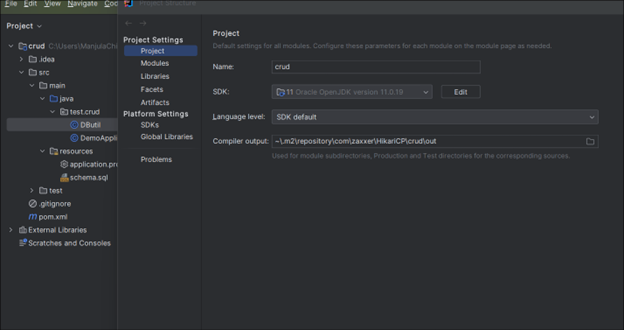 File Edit View Navigate Cod
Project Structure
Project
crud C:\Users\ManjulaChi
.idea
src
main
java
test.crud
DButil
DemoAppli
resources
application.pro
schema.sql
test
.gitignore
pom.xml
External Libraries
Scratches and Consoles
Project Settings
Project
Modules
Libraries
Facets
Artifacts
Platform Settings
SDKs
Global Libraries
Problems
Project
Default settings for all modules. Configure these parameters for each module on the module page as needed.
Name: crud
SDK: 11 Oracle OpenJDK version 11.0.19 Edit
Language level: SDK default
Compiler output: ~\.m2\repository\com\zaxxer\HikariCP\crud\out
Used for module subdirectories, Production and Test directories for the corresponding sources.